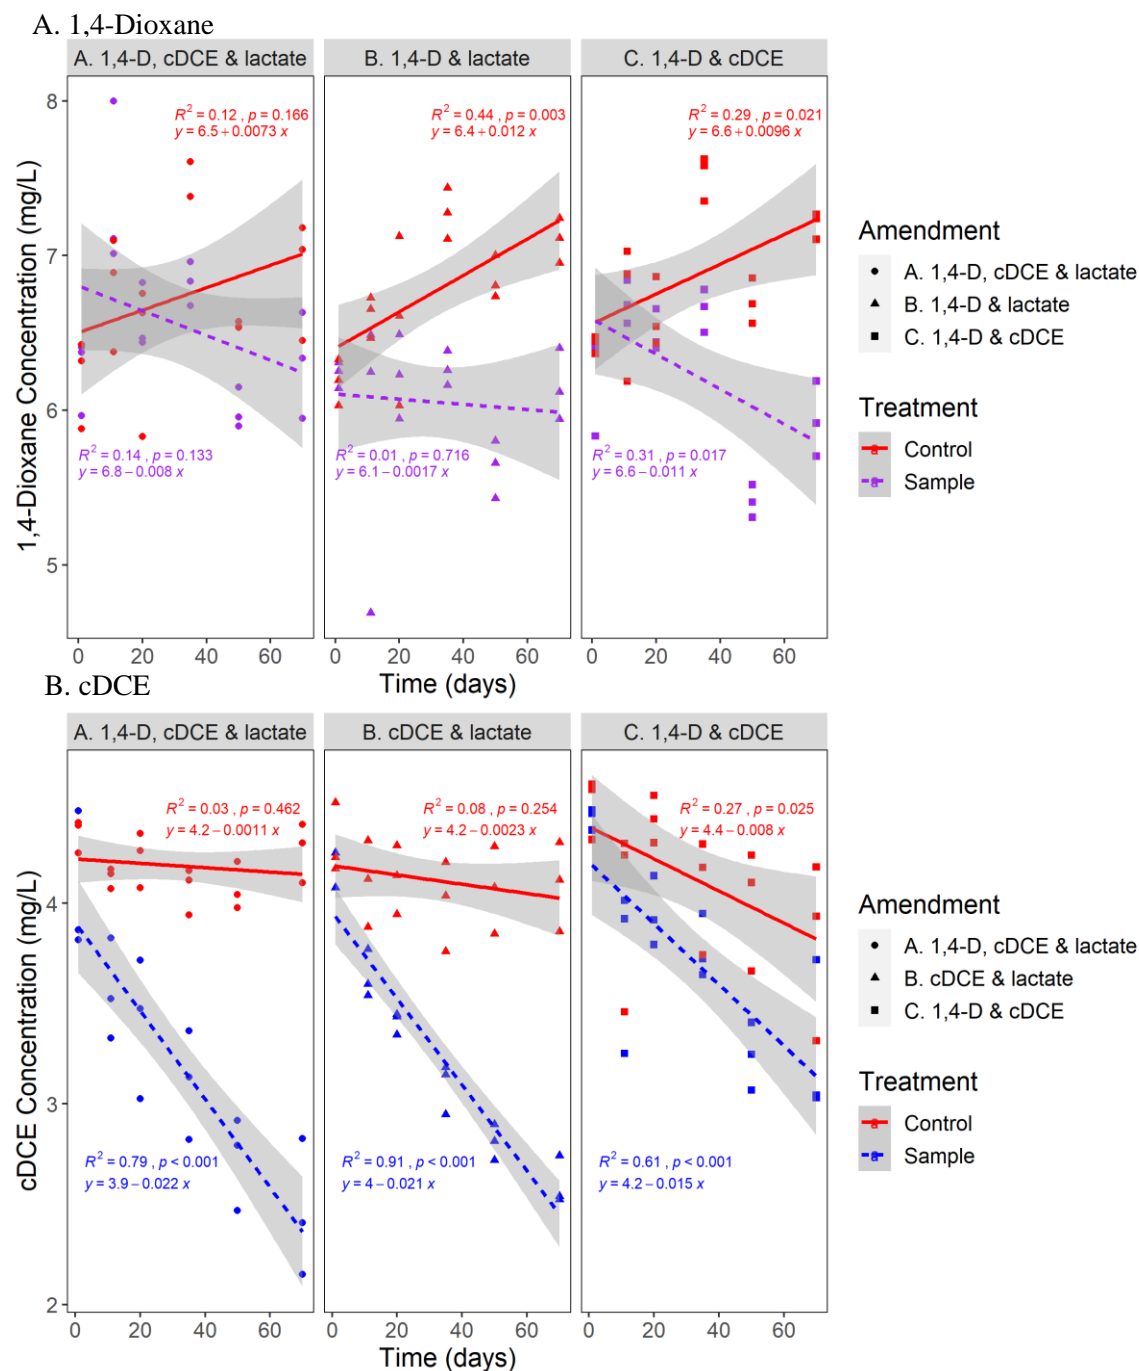 A. 1,4-Dioxane
A. 1,4-D, cDCE & lactate
B. 1,4-D & lactate
C. 1,4-D & cDCE
R² = 0.12 , p = 0.166
y = 6.5 + 0.0073 x
R² = 0.44 , p = 0.003
y = 6.4 + 0.012 x
R² = 0.29 , p = 0.021
y = 6.6 + 0.0096 x
R² = 0.14 , p = 0.133
y = 6.8 − 0.008 x
R² = 0.01 , p = 0.716
y = 6.1 − 0.0017 x
R² = 0.31 , p = 0.017
y = 6.6 − 0.011 x
1,4-Dioxane Concentration (mg/L)
8
7
6
5
0 20 40 60
0 20 40 60
0 20 40 60
Time (days)
Amendment
A. 1,4-D, cDCE & lactate
B. 1,4-D & lactate
C. 1,4-D & cDCE
Treatment
a Control
a Sample
B. cDCE
A. 1,4-D, cDCE & lactate
B. cDCE & lactate
C. 1,4-D & cDCE
R² = 0.03 , p = 0.462
y = 4.2 − 0.0011 x
R² = 0.08 , p = 0.254
y = 4.2 − 0.0023 x
R² = 0.27 , p = 0.025
y = 4.4 − 0.008 x
R² = 0.79 , p < 0.001
y = 3.9 − 0.022 x
R² = 0.91 , p < 0.001
y = 4 − 0.021 x
R² = 0.61 , p < 0.001
y = 4.2 − 0.015 x
cDCE Concentration (mg/L)
4
3
2
0 20 40 60
0 20 40 60
0 20 40 60
Time (days)
Amendment
A. 1,4-D, cDCE & lactate
B. cDCE & lactate
C. 1,4-D & cDCE
Treatment
a Control
a Sample